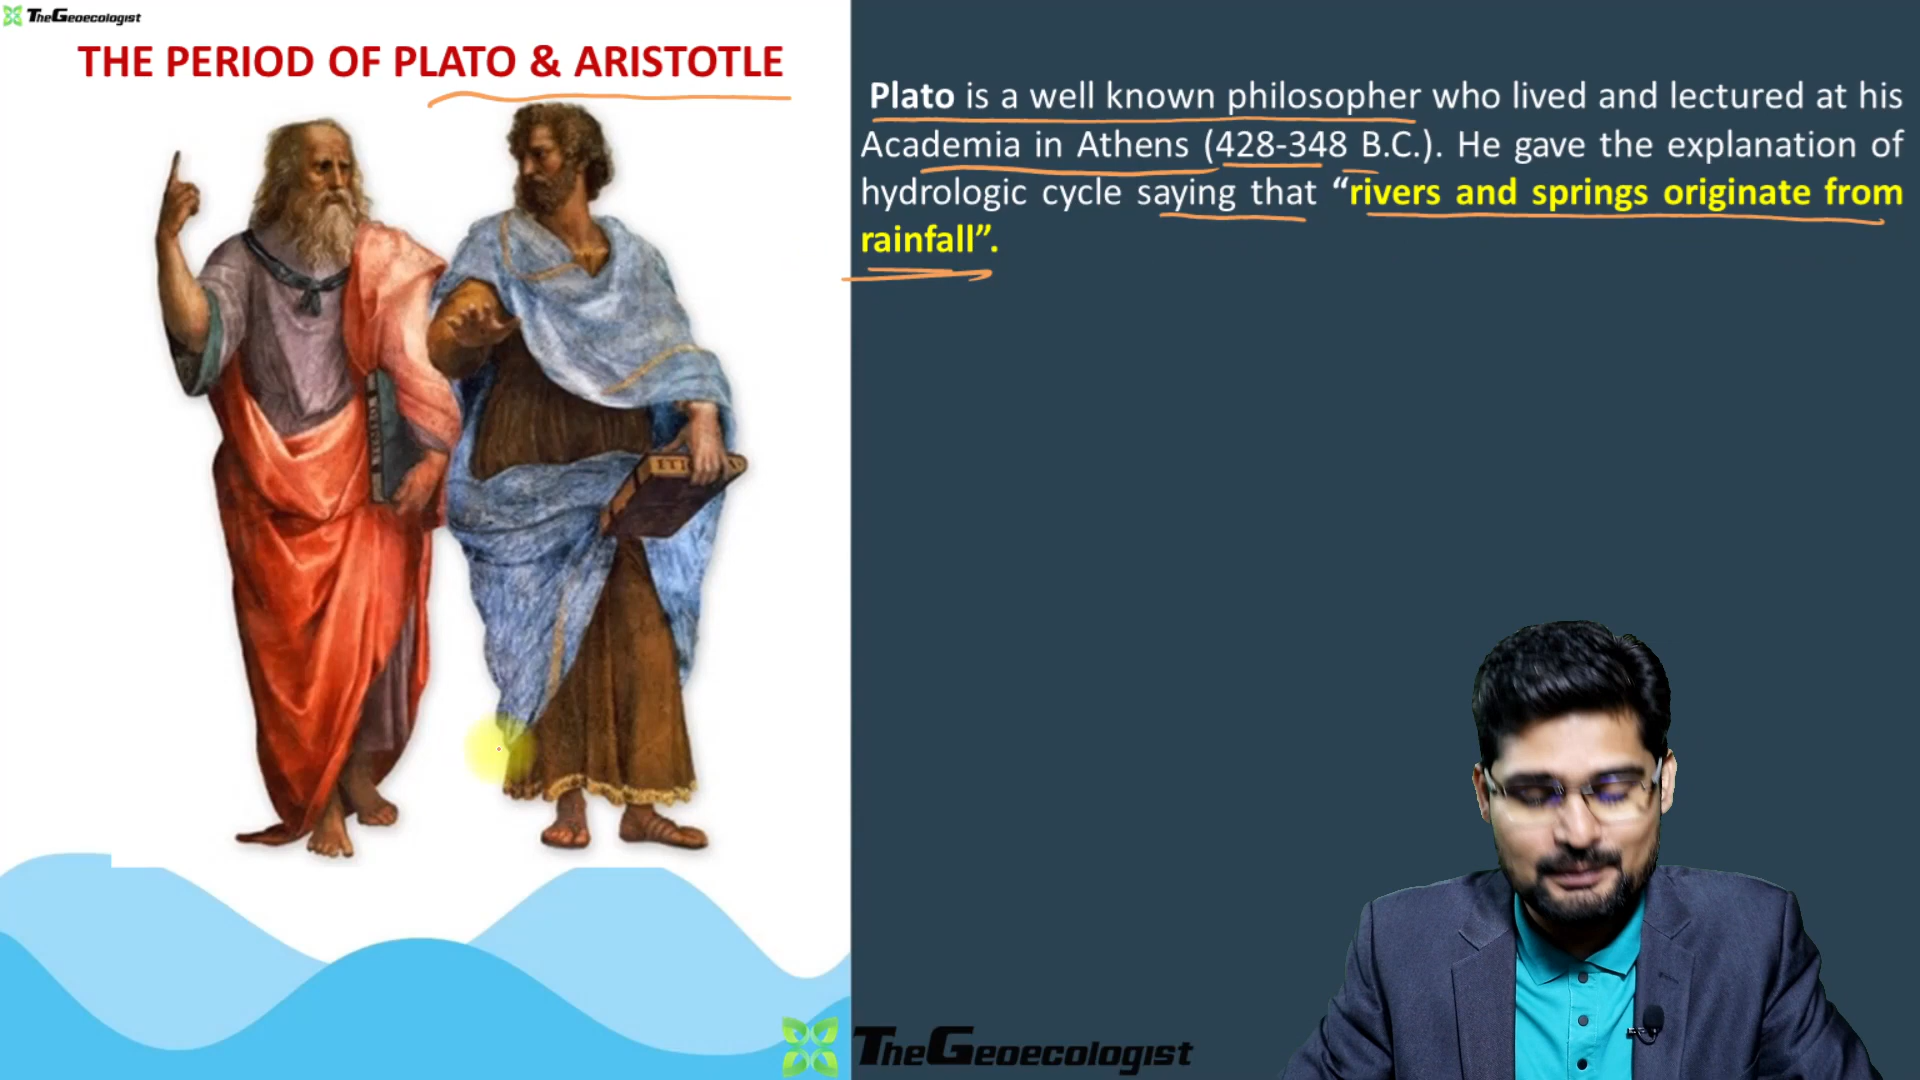 TheGeoecologist
THE PERIOD OF PLATO & ARISTOTLE
Plato is a well known philosopher who lived and lectured at his
Academia in Athens (428-348 B.C.). He gave the explanation of
hydrologic cycle saying that “rivers and springs originate from
rainfall”.
TheGeoecologist